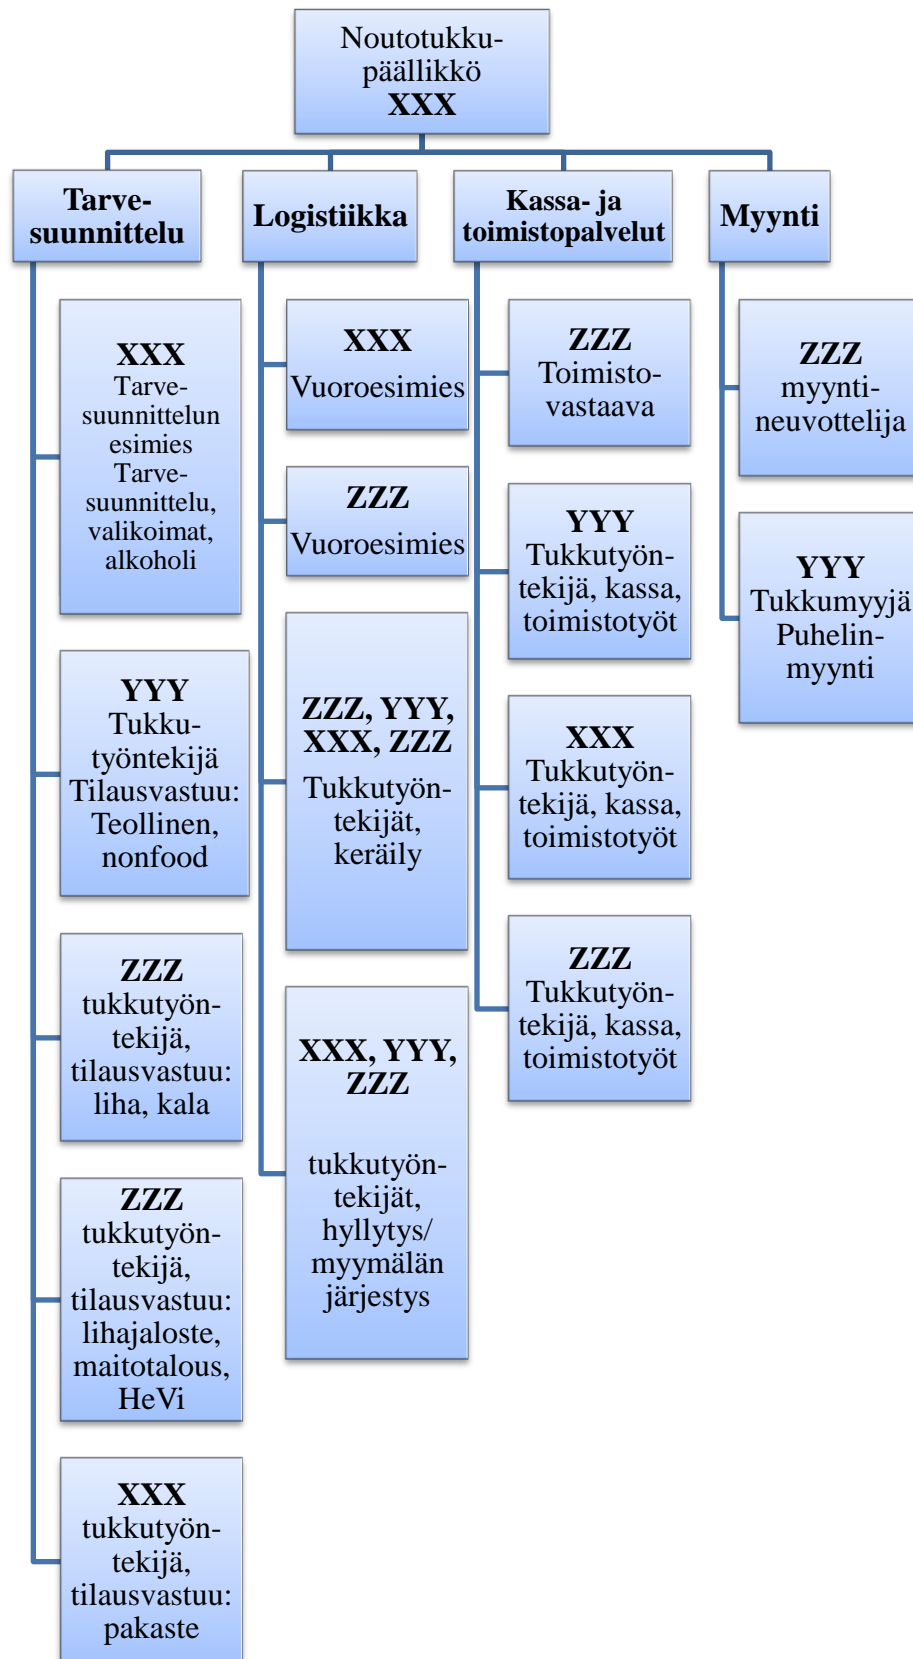 Noutotukku-
päällikkö
XXX
Tarve-
suunnittelu
XXX
Tarve-
suunnittelun
esimies
Tarve-
suunnittelu,
valikoimat,
alkoholi
YYY
Tukku-
työntekijä
Tilausvastuu:
Teollinen,
nonfood
ZZZ
tukkutyön-
tekijä,
tilausvastuu:
liha, kala
ZZZ
tukkutyön-
tekijä,
tilausvastuu:
lihajaloste,
maitotalous,
HeVi
XXX
tukkutyön-
tekijä,
tilausvastuu:
pakaste
Logistiikka
XXX
Vuoroesimies
ZZZ
Vuoroesimies
ZZZ, YYY,
XXX, ZZZ
Tukkutyön-
tekijät,
keräily
XXX, YYY,
ZZZ
tukkutyön-
tekijät,
hyllytys/
myymälän
järjestys
Kassa- ja
toimistopalvelut
ZZZ
Toimisto-
vastaava
YYY
Tukkutyön-
tekijä, kassa,
toimistotyöt
XXX
Tukkutyön-
tekijä, kassa,
toimistotyöt
ZZZ
Tukkutyön-
tekijä, kassa,
toimistotyöt
Myynti
ZZZ
myynti-
neuvottelija
YYY
Tukkumyyjä
Puhelin-
myynti